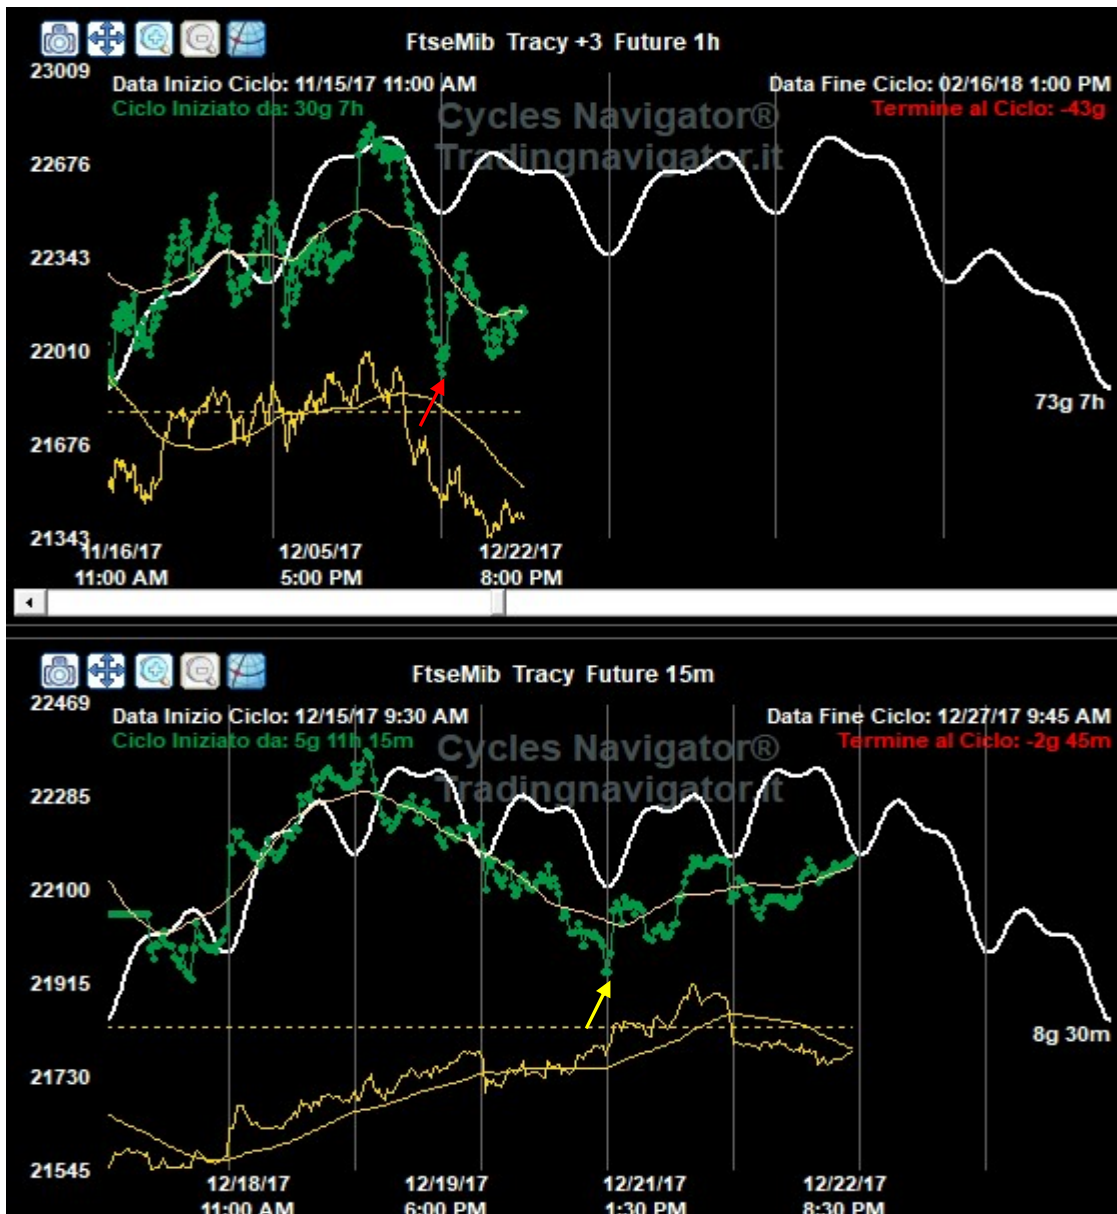 FtseMib Tracy +3 Future 1h
23009
Data Inizio Ciclo: 11/15/17 11:00 AM
Data Fine Ciclo: 02/16/18 1:00 PM
Ciclo Iniziato da: 30g 7h
Cycles Navigator®
Termine al Ciclo: -43g
Tradingnavigator.it
22676
22343
22010
73g 7h
21676
21343
11/16/17 12/05/17 12/22/17
11:00 AM 5:00 PM 8:00 PM
FtseMib Tracy Future 15m
22469
Data Inizio Ciclo: 12/15/17 9:30 AM
Data Fine Ciclo: 12/27/17 9:45 AM
Ciclo Iniziato da: 5g 11h 15m
Cycles Navigator®
Termine al Ciclo: -2g 45m
Tradingnavigator.it
22285
22100
21915
8g 30m
21730
21545
12/18/17 12/19/17 12/21/17 12/22/17
11:00 AM 6:00 PM 1:30 PM 8:30 PM